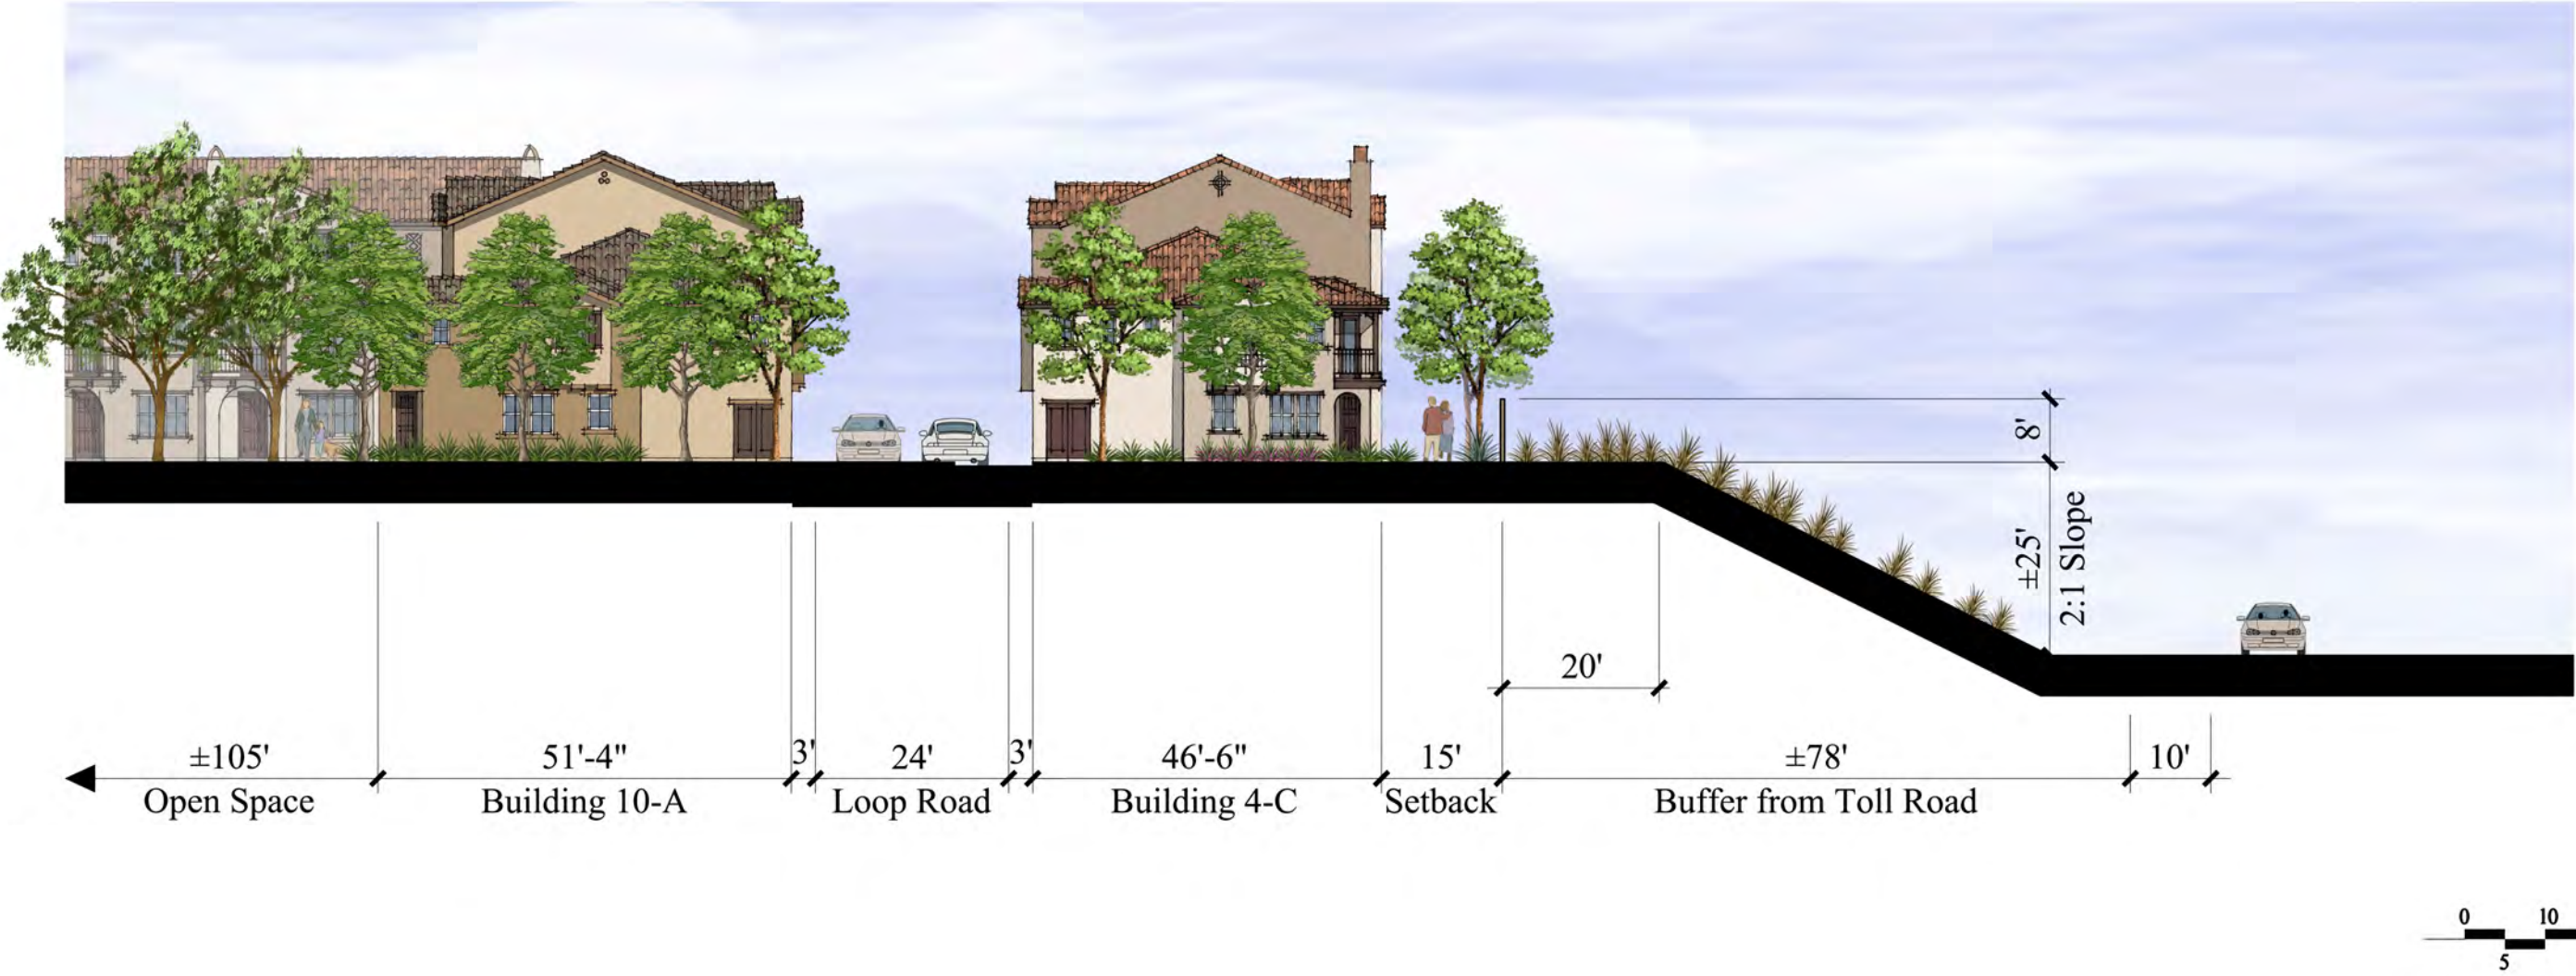 8'
±25'
2:1 Slope
20'
±105'
51'-4"
3'
24'
3'
46'-6"
15'
±78'
10'
Open Space
Building 10-A
Loop Road
Building 4-C
Setback
Buffer from Toll Road
0
10
5